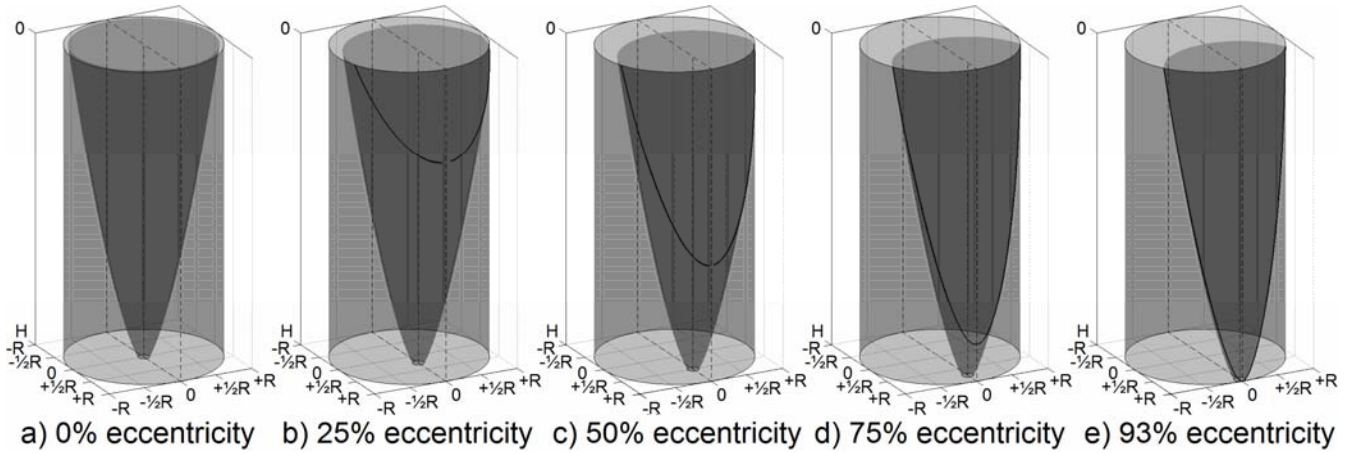 0 0 0 0 0
H H H H H
-R -R -R -R -R
-½R -½R -½R -½R -½R
0 0 0 0 0
+½R +½R +½R +½R +½R
+R +R +R +R +R
-R -R -R -R -R
-½R -½R -½R -½R -½R
0 0 0 0 0
+½R +½R +½R +½R +½R
+R +R +R +R +R
a) 0% eccentricity b) 25% eccentricity c) 50% eccentricity d) 75% eccentricity e) 93% eccentricity